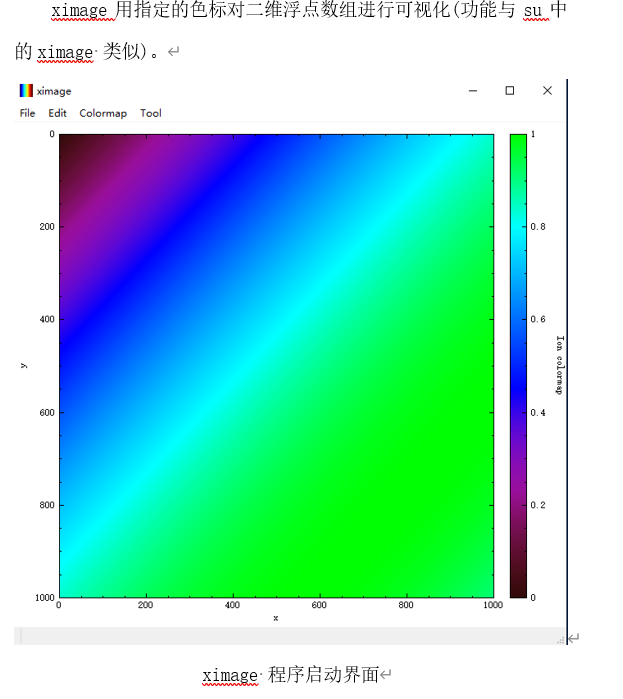 ximage 用指定的色标对二维浮点数组进行可视化(功能与 su 中
的 ximage 类似)。
ximage
File Edit Colormap Tool
0
200
400
600
800
1000
y
0 200 400 600 800 1000
x
1
0.8
0.6
0.4
0.2
0
Ion colormap
ximage 程序启动界面